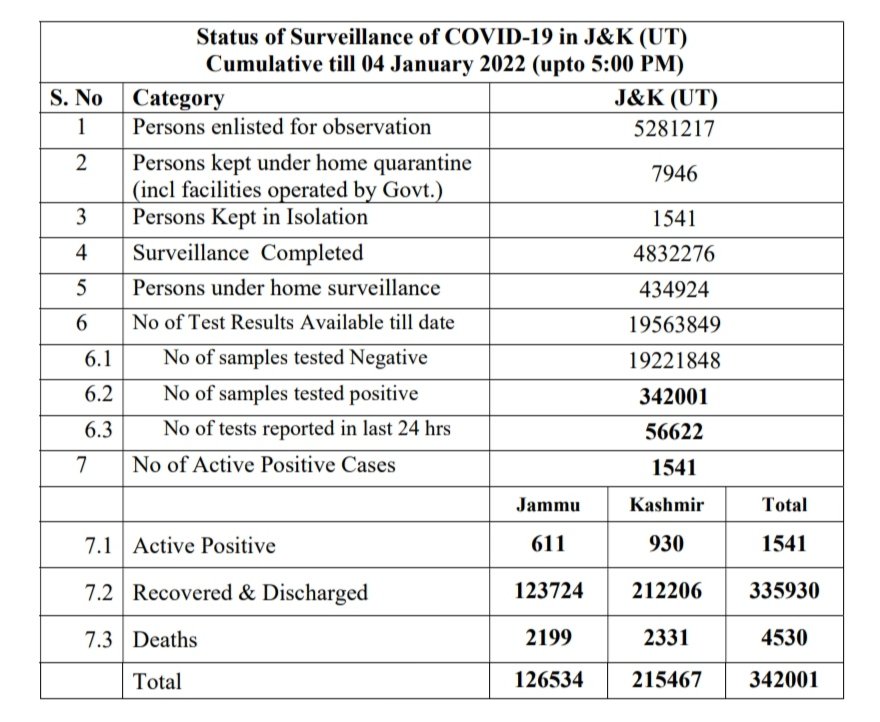 Status of Surveillance of COVID-19 in J&K (UT)
Cumulative till 04 January 2022 (upto 5:00 PM)
S. No Category J&K (UT)
1 Persons enlisted for observation 5281217
2 Persons kept under home quarantine
(incl facilities operated by Govt.) 7946
3 Persons Kept in Isolation 1541
4 Surveillance Completed 4832276
5 Persons under home surveillance 434924
6 No of Test Results Available till date 19563849
6.1 No of samples tested Negative 19221848
6.2 No of samples tested positive 342001
6.3 No of tests reported in last 24 hrs 56622
7 No of Active Positive Cases 1541
Jammu Kashmir Total
7.1 Active Positive 611 930 1541
7.2 Recovered & Discharged 123724 212206 335930
7.3 Deaths 2199 2331 4530
Total 126534 215467 342001